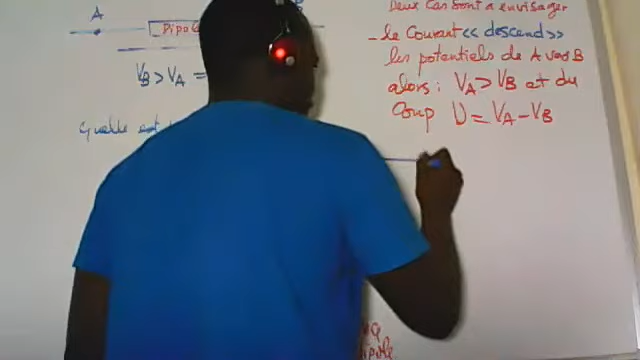 A
Dipo
VB > VA =
Quelle est
Deux Cas sont à envisager
- le Courant << descend >>
les potentiels de A vers B
alors : VA > VB et du
Coup U = VA - VB